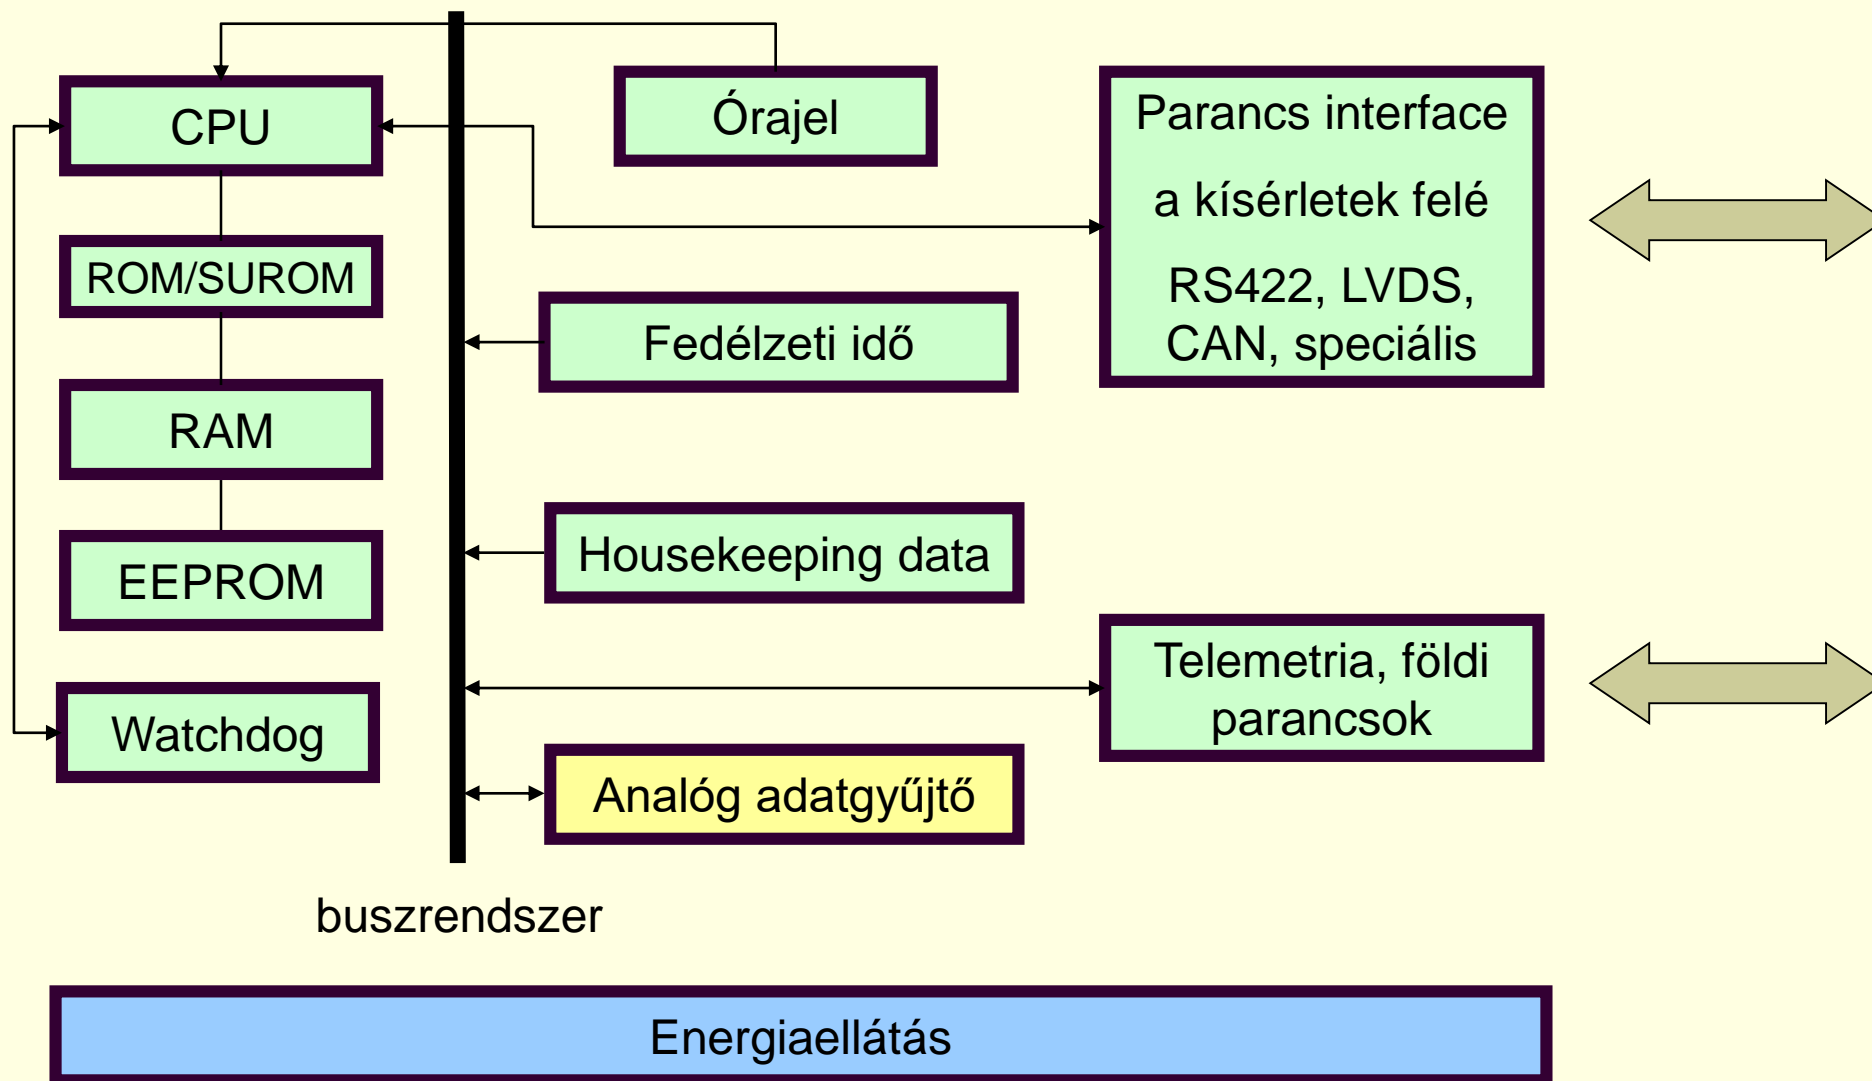 CPU
Órajel
Parancs interface
a kísérletek felé
RS422, LVDS,
CAN, speciális
ROM/SUROM
Fedélzeti idő
RAM
Housekeeping data
EEPROM
Telemetria, földi
parancsok
Watchdog
Analóg adatgyűjtő
buszrendszer
Energiaellátás